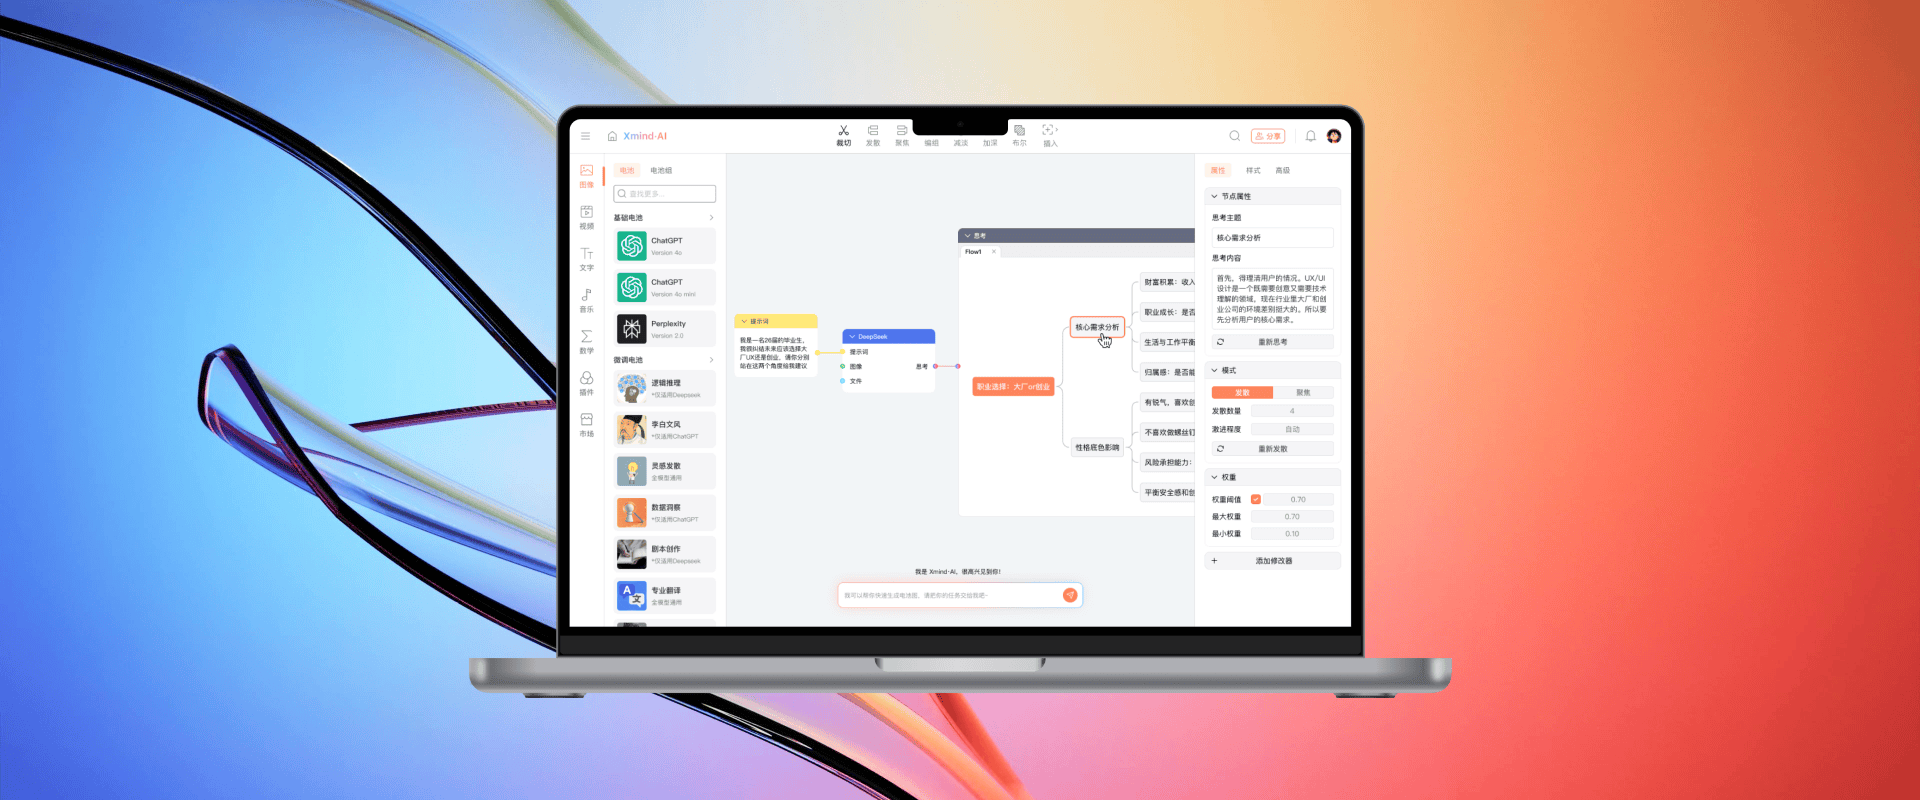 Xmind·AI
裁切
发散
聚焦
编组
减淡
加深
布尔
插入
分享
图像
视频
文字
音乐
数学
插件
市场
电池
电池组
查找更多...
基础电池
ChatGPT
Version 4o
ChatGPT
Version 4o mini
Perplexity
Version 2.0
微调电池
逻辑推理
*仅适用Deepseek
李白文风
*仅适用ChatGPT
灵感发散
全模型通用
数据洞察
*仅适用ChatGPT
剧本创作
*仅适用Deepseek
专业翻译
全模型通用
提示词
我是一名26届的毕业生,
我很纠结未来应该选择大
厂UX还是创业, 请你分别
站在这两个角度给我建议
DeepSeek
提示词
图像
思考
文件
思考
Flow1
职业选择：大厂or创业
核心需求分析
性格底色影响
财富积累：收入
职业成长：是否
生活与工作平衡
归属感：是否能
有锐气，喜欢创
不喜欢做螺丝钉
风险承担能力：
平衡安全感和创
我是 Xmind·AI，很高兴见到你！
我可以帮你快速生成电池图，请把你的任务交给我吧~
属性
样式
高级
节点属性
思考主题
核心需求分析
思考内容
首先，得理清用户的情况。UX/UI
设计是一个既需要创意又需要技术
理解的领域，现在行业里大厂和创
业公司的环境差别挺大的。所以要
先分析用户的核心需求。
重新思考
模式
发散
聚焦
发散数量
4
激进程度
自动
重新发散
权重
权重阈值
0.70
最大权重
0.70
最小权重
0.10
添加修改器